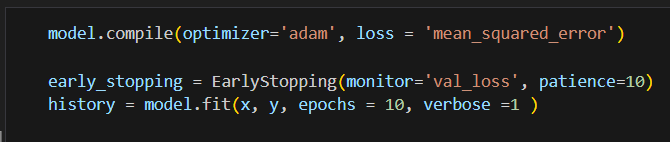 model.compile(optimizer='adam', loss = 'mean_squared_error')
early_stopping = EarlyStopping(monitor='val_loss', patience=10)
history = model.fit(x, y, epochs = 10, verbose =1 )